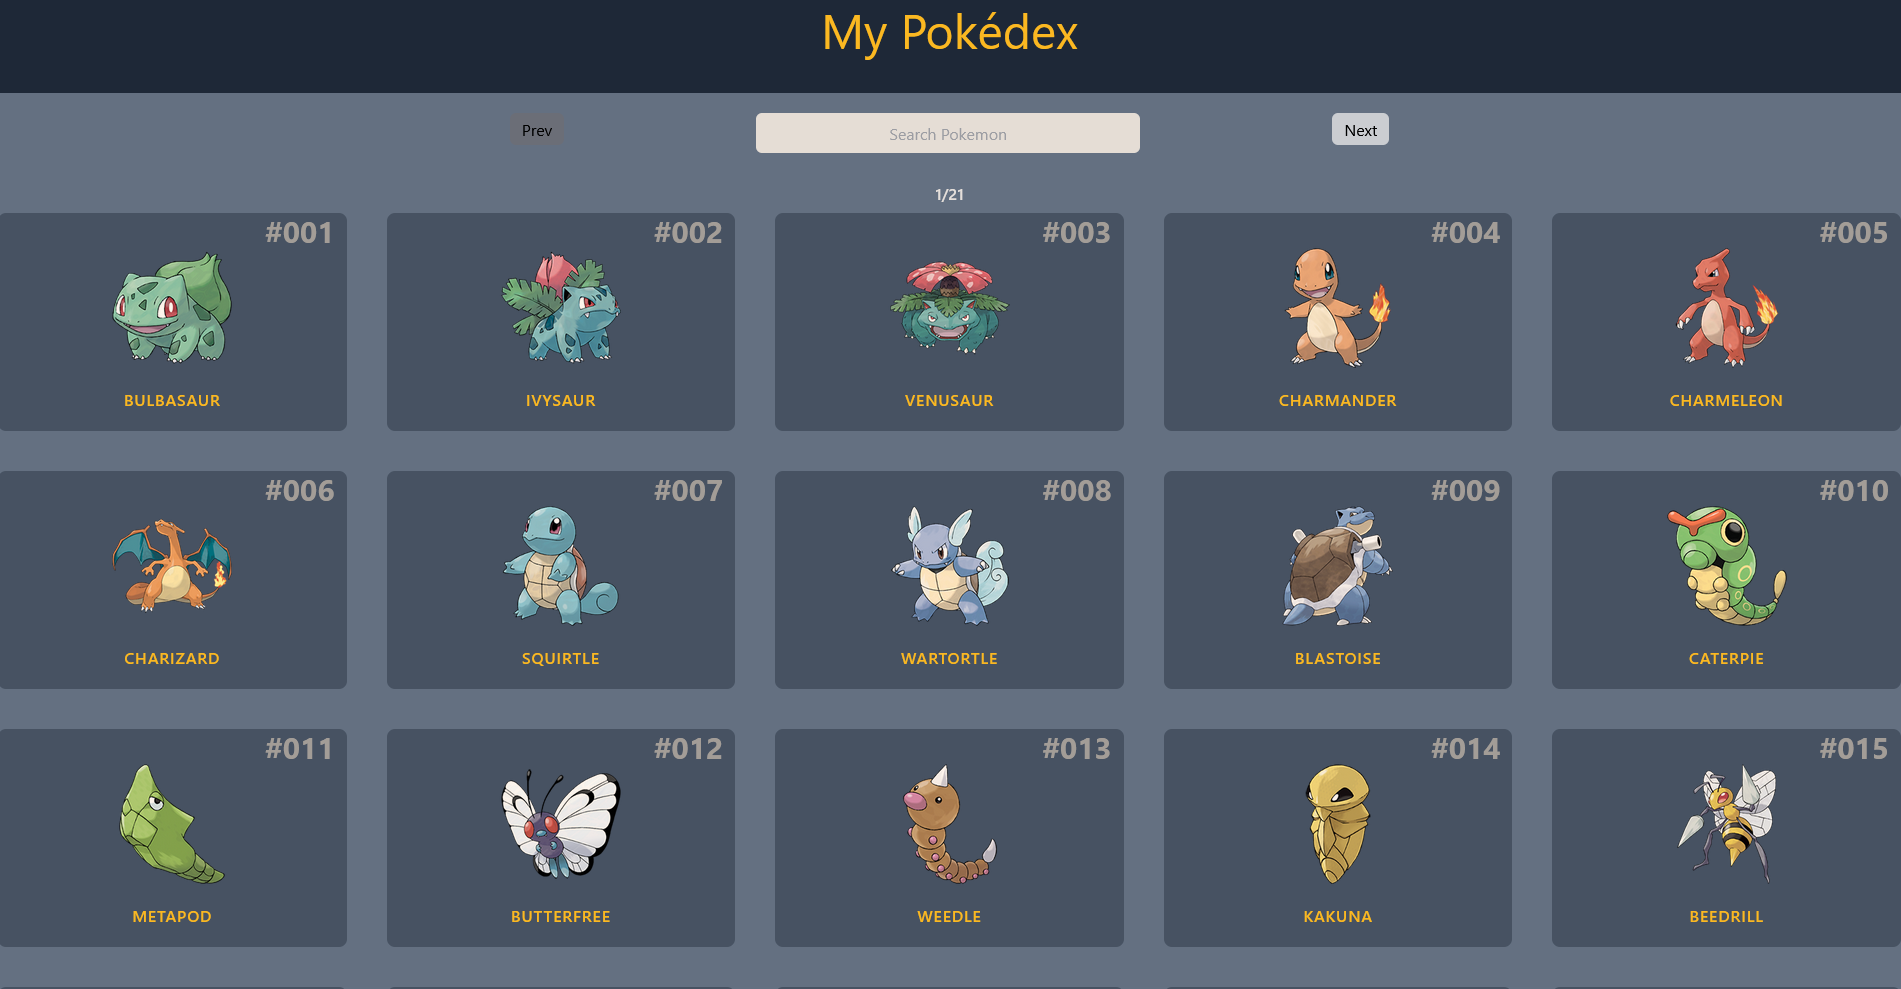 My Pokédex
Prev
Search Pokemon
Next
1/21
#001
#002
#003
#004
#005
BULBASAUR
IVYSAUR
VENUSAUR
CHARMANDER
CHARMELEON
#006
#007
#008
#009
#010
CHARIZARD
SQUIRTLE
WARTORTLE
BLASTOISE
CATERPIE
#011
#012
#013
#014
#015
METAPOD
BUTTERFREE
WEEDLE
KAKUNA
BEEDRILL